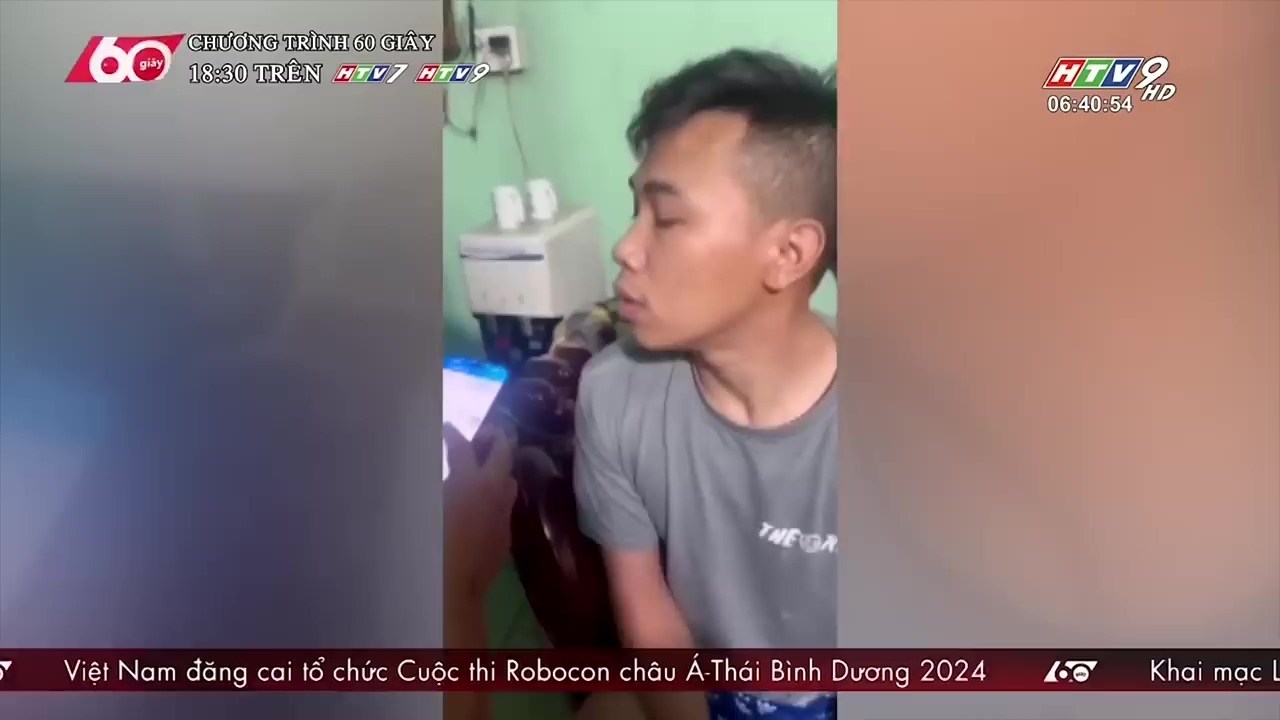 60 giây
CHƯƠNG TRÌNH 60 GIÂY
18:30 TRÊN HTV7 HTV9
HTV9 HD
06:40:54
Việt Nam đăng cai tổ chức Cuộc thi Robocon châu Á-Thái Bình Dương 2024 60 Khai mạc L